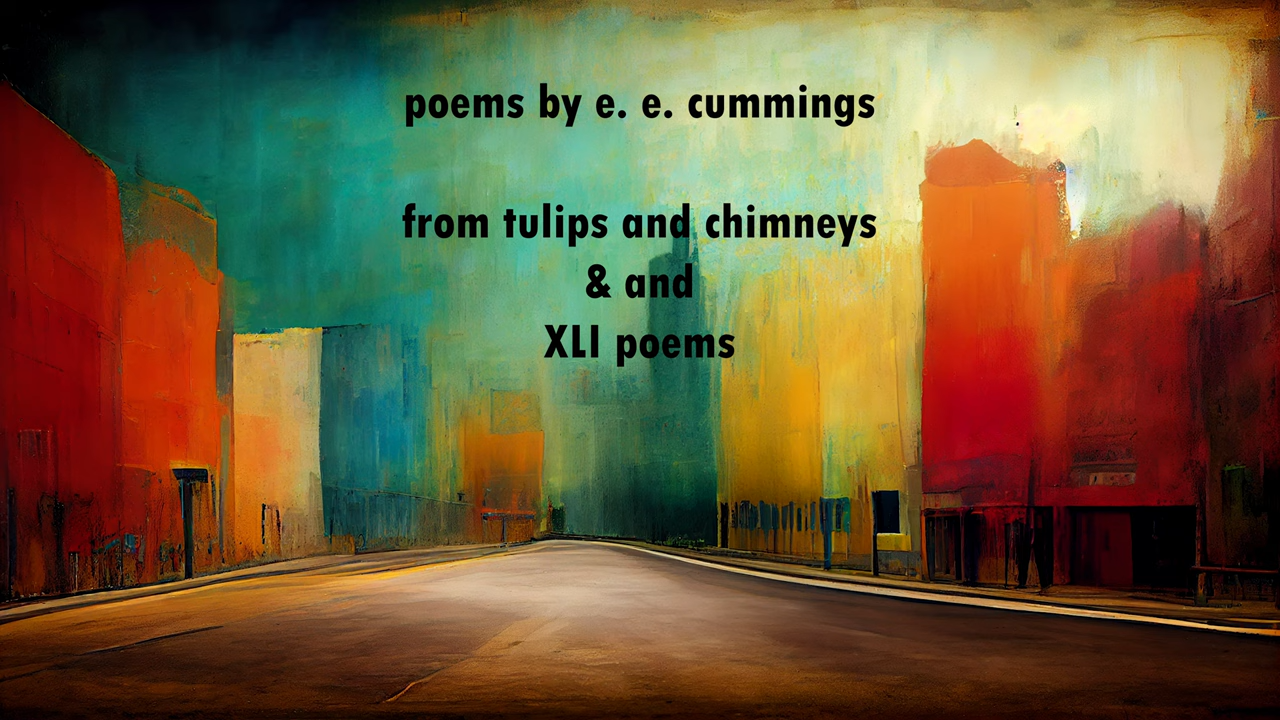 poems by e. e. cummings
from tulips and chimneys
& and
XLI poems